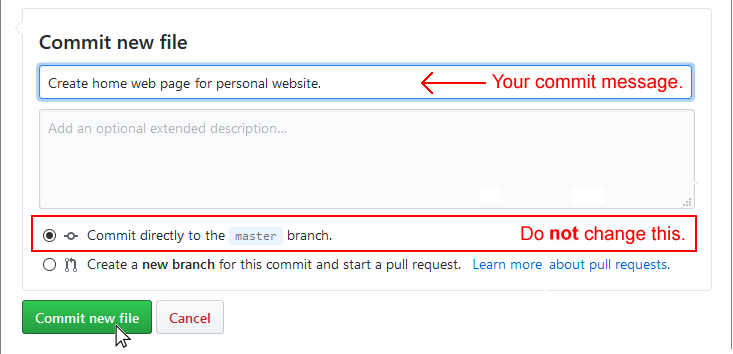 Commit new file
Create home web page for personal website. Your commit message.
Add an optional extended description...
Commit directly to the master branch. Do not change this.
Create a new branch for this commit and start a pull request. Learn more about pull requests.
Commit new file Cancel